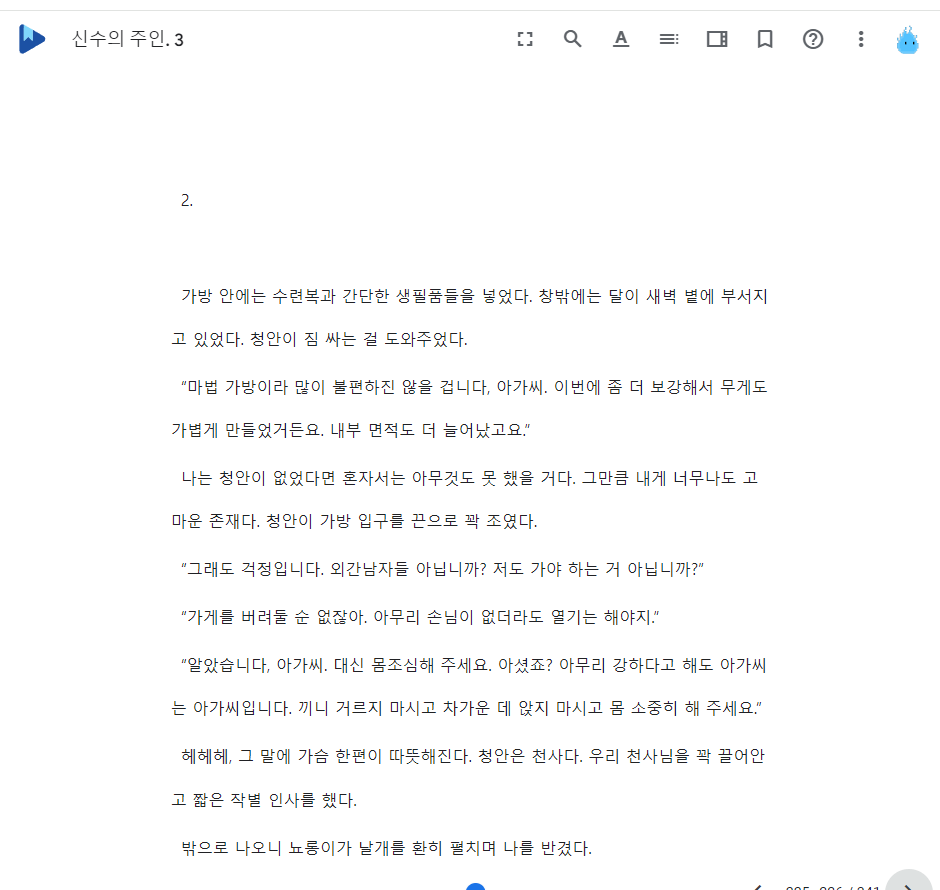 신수의 주인. 3
2.
가방 안에는 수련복과 간단한 생필품들을 넣었다. 창밖에는 달이 새벽 볕에 부서지
고 있었다. 청안이 짐 싸는 걸 도와주었다.
“마법 가방이라 많이 불편하진 않을 겁니다, 아가씨. 이번에 좀 더 보강해서 무게도
가볍게 만들었거든요. 내부 면적도 더 늘어났고요.”
나는 청안이 없었다면 혼자서는 아무것도 못 했을 거다. 그만큼 내게 너무나도 고
마운 존재다. 청안이 가방 입구를 끈으로 꽉 조였다.
“그래도 걱정입니다. 외간남자들 아닙니까? 저도 가야 하는 거 아닙니까?”
“가게를 버려둘 순 없잖아. 아무리 손님이 없더라도 열기는 해야지.”
“알았습니다, 아가씨. 대신 몸조심해 주세요. 아셨죠? 아무리 강하다고 해도 아가씨
는 아가씨입니다. 끼니 거르지 마시고 차가운 데 앉지 마시고 몸 소중히 해 주세요.”
헤헤헤, 그 말에 가슴 한편이 따뜻해진다. 청안은 천사다. 우리 천사님을 꽉 끌어안
고 짧은 작별 인사를 했다.
밖으로 나오니 뇨롱이가 날개를 환히 펼치며 나를 반겼다.